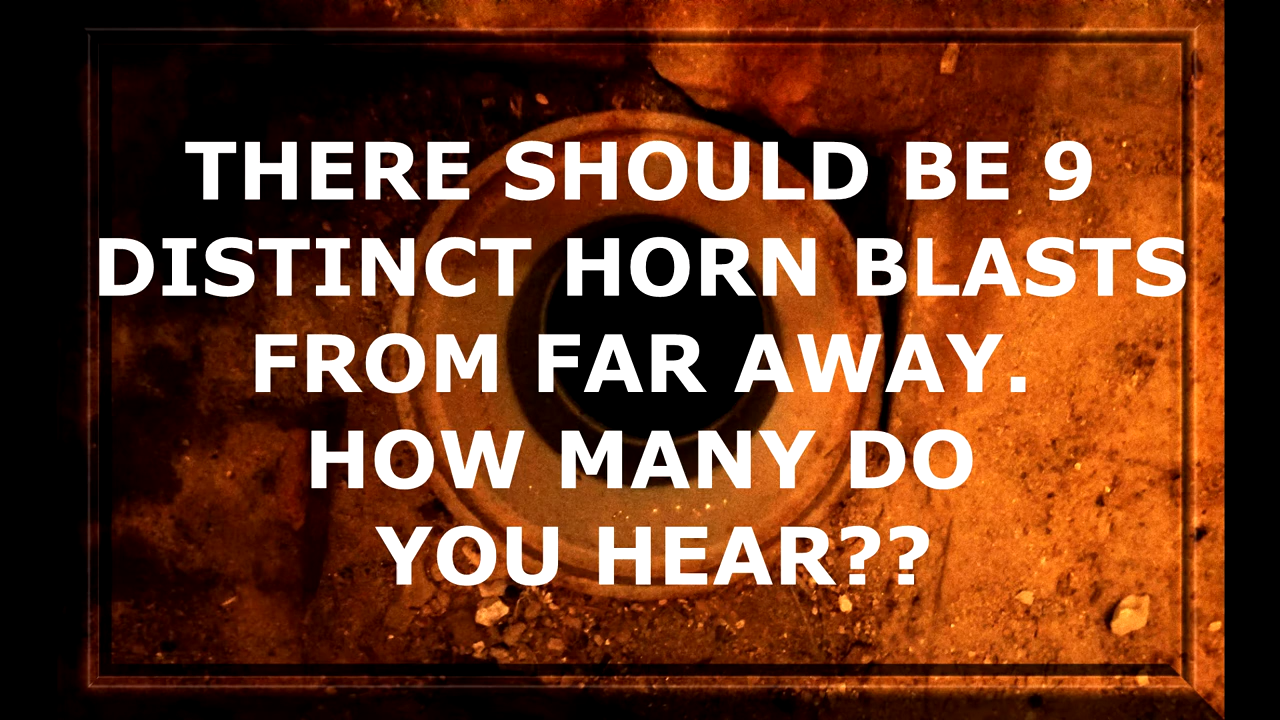 THERE SHOULD BE 9
DISTINCT HORN BLASTS
FROM FAR AWAY.
HOW MANY DO
YOU HEAR??